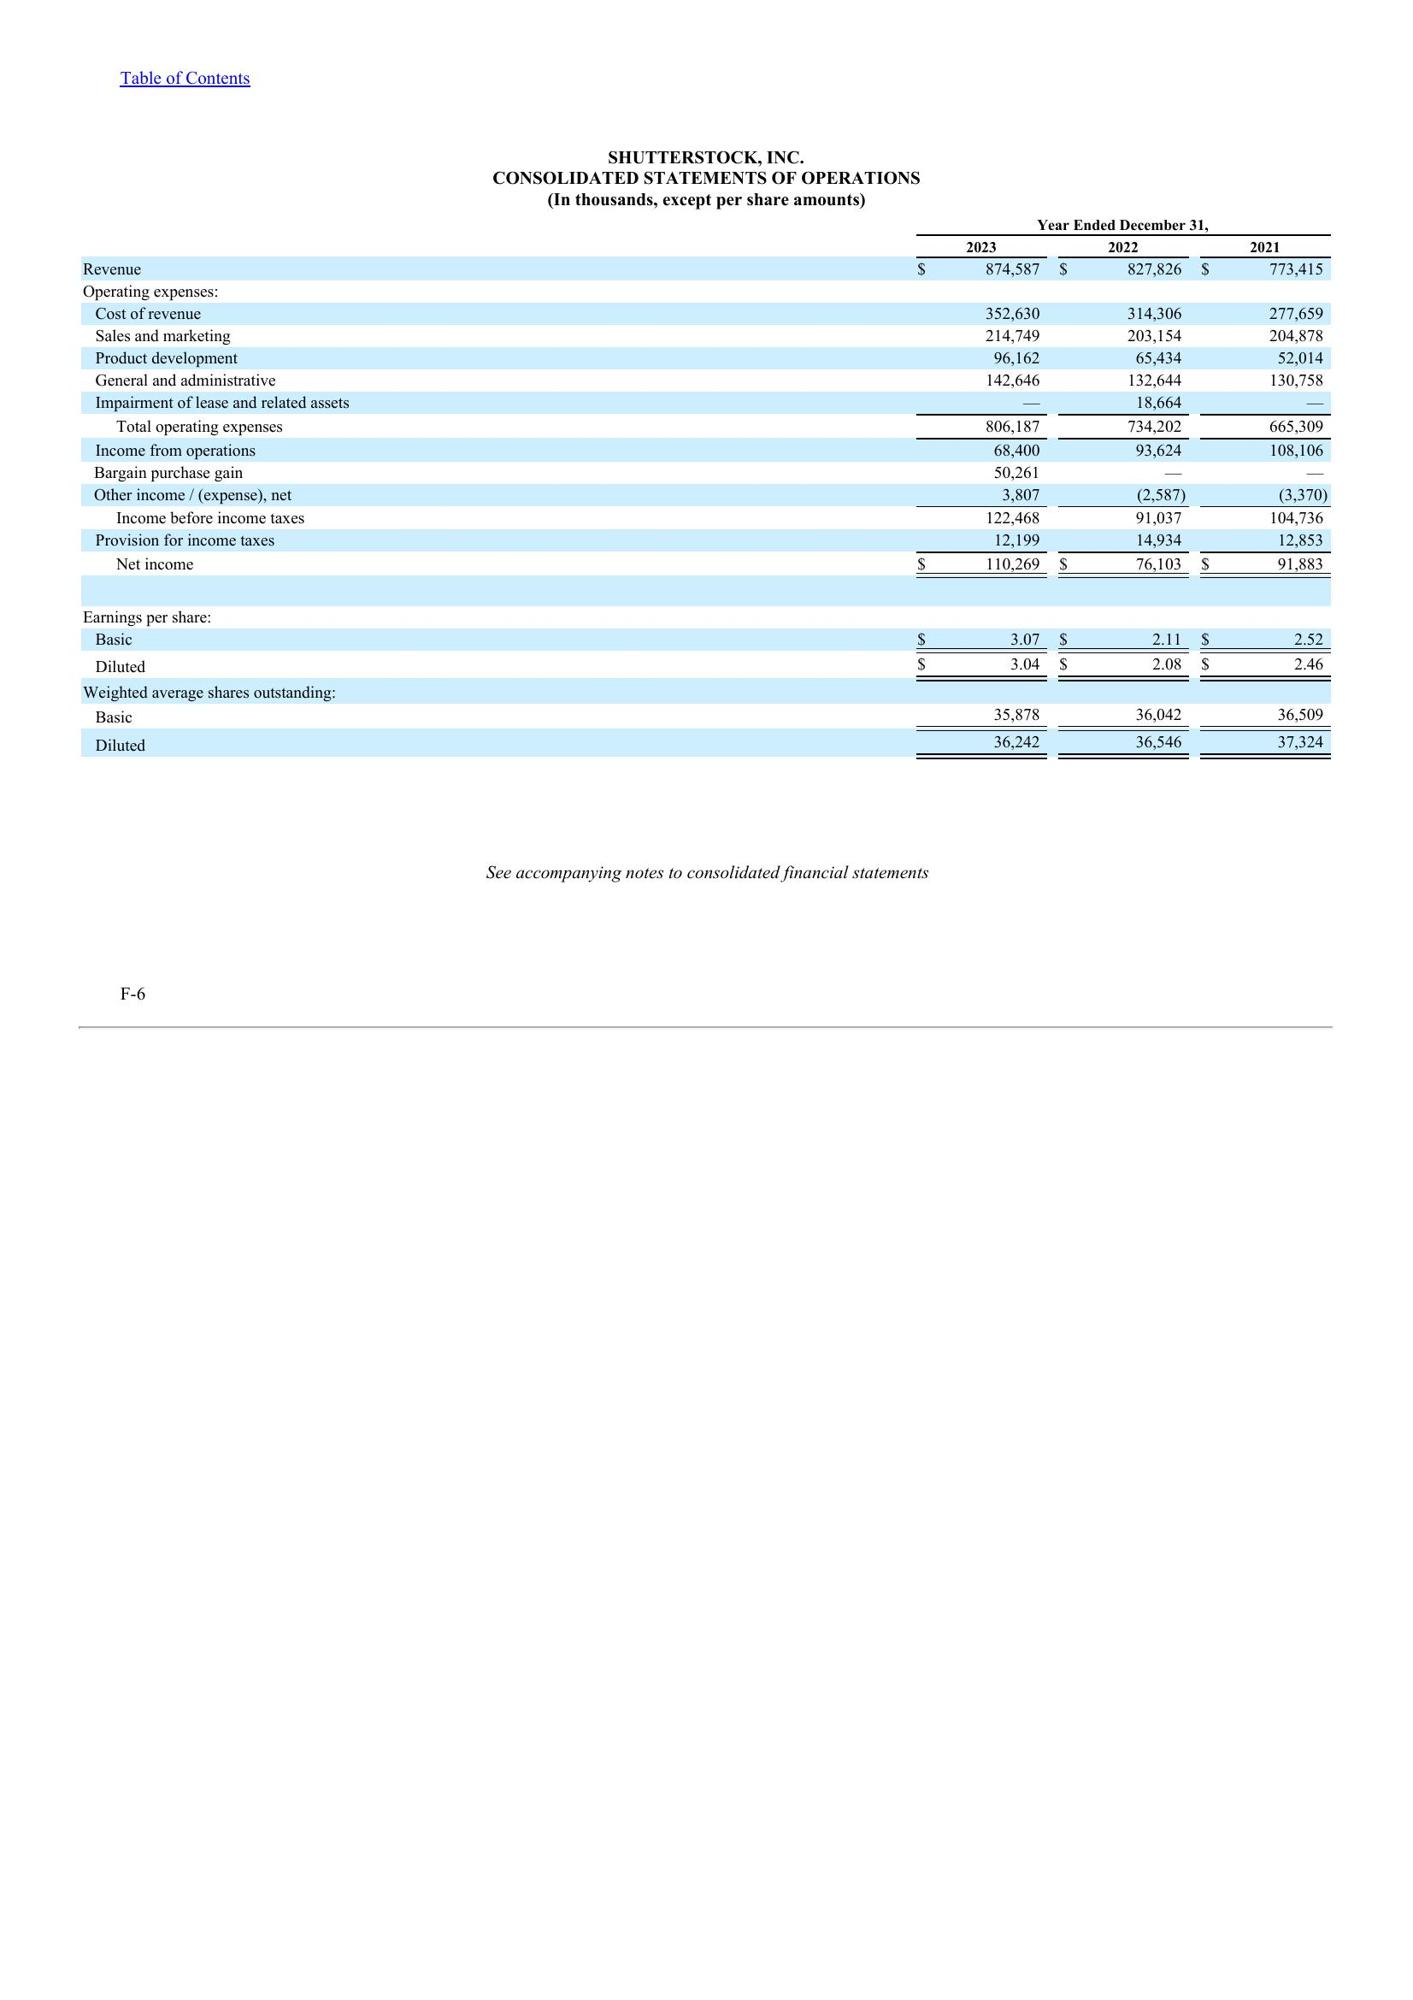 Table of Contents
SHUTTERSTOCK, INC.
CONSOLIDATED STATEMENTS OF OPERATIONS
(In thousands, except per share amounts)
Year Ended December 31,
2023 2022 2021
Revenue $ 874,587 $ 827,826 $ 773,415
Operating expenses:
Cost of revenue 352,630 314,306 277,659
Sales and marketing 214,749 203,154 204,878
Product development 96,162 65,434 52,014
General and administrative 142,646 132,644 130,758
Impairment of lease and related assets — 18,664 —
Total operating expenses 806,187 734,202 665,309
Income from operations 68,400 93,624 108,106
Bargain purchase gain 50,261 — —
Other income / (expense), net 3,807 (2,587) (3,370)
Income before income taxes 122,468 91,037 104,736
Provision for income taxes 12,199 14,934 12,853
Net income $ 110,269 $ 76,103 $ 91,883
Earnings per share:
Basic $ 3.07 $ 2.11 $ 2.52
Diluted $ 3.04 $ 2.08 $ 2.46
Weighted average shares outstanding:
Basic 35,878 36,042 36,509
Diluted 36,242 36,546 37,324
See accompanying notes to consolidated financial statements
F-6